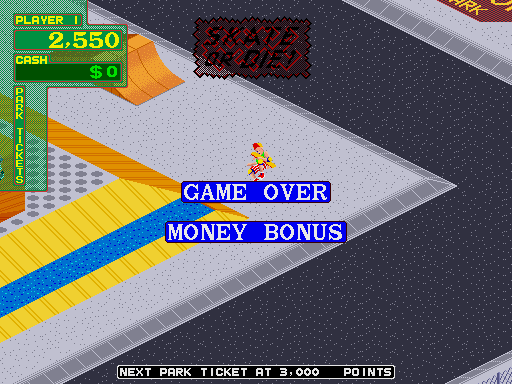 PLAYER 1
2,550
CASH
$0
PARK TICKETS
SKATE
OR DIE!
PARK
GAME OVER
MONEY BONUS
NEXT PARK TICKET AT 3,000 POINTS